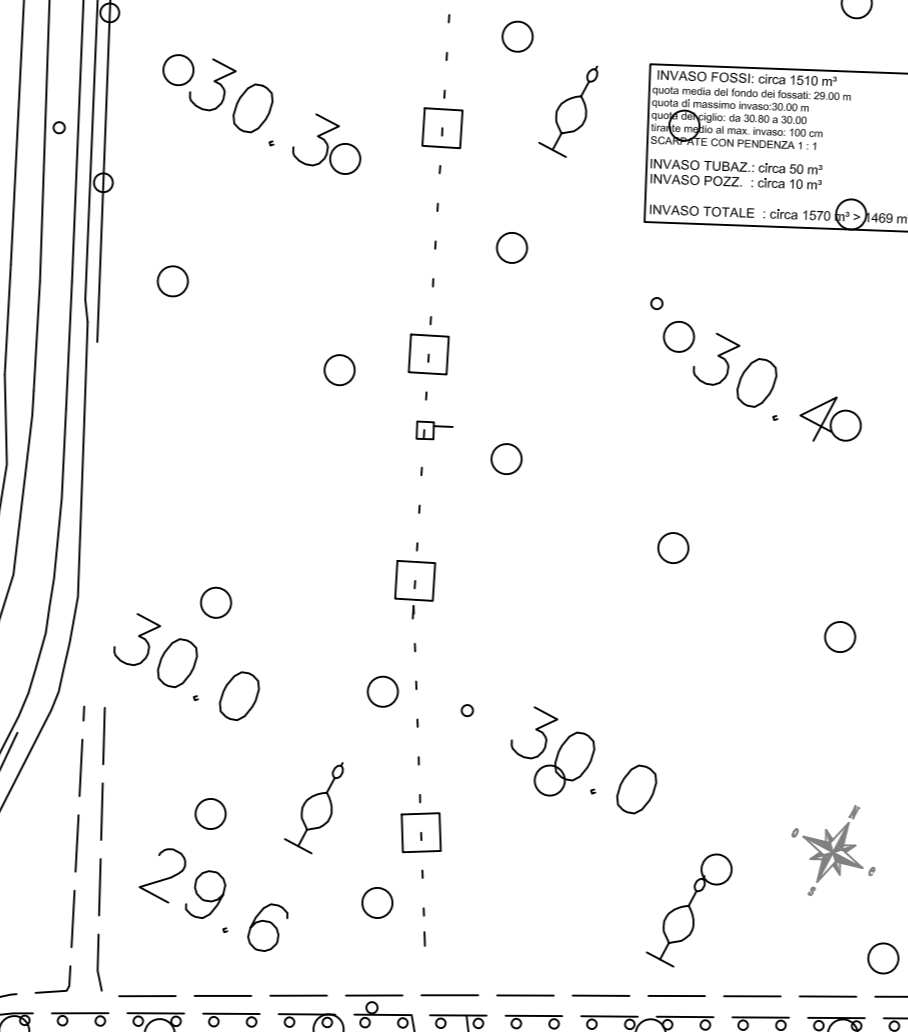 30.3
INVASO FOSSI: circa 1510 m³
quota media del fondo dei fossati: 29.00 m
quota di massimo invaso:30.00 m
quota del ciglio: da 30.80 a 30.00
tirante medio al max. invaso: 100 cm
SCARPATE CON PENDENZA 1 : 1
INVASO TUBAZ.: circa 50 m³
INVASO POZZ. : circa 10 m³
INVASO TOTALE : circa 1570 m³ > 1469 m
30.4
30.0
30.0
29.6
N
o
e
s